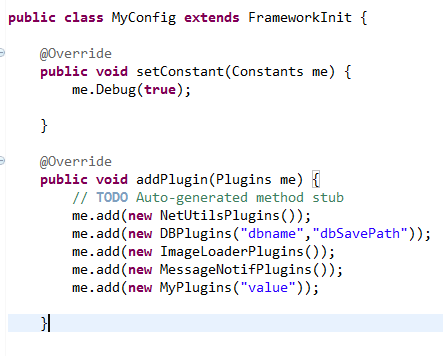 public class MyConfig extends FrameworkInit {
@Override
public void setConstant(Constants me) {
me.Debug(true);
}
@Override
public void addPlugin(Plugins me) {
// TODO Auto-generated method stub
me.add(new NetUtilsPlugins());
me.add(new DBPlugins("dbname","dbSavePath"));
me.add(new ImageLoaderPlugins());
me.add(new MessageNotifPlugins());
me.add(new MyPlugins("value"));
}